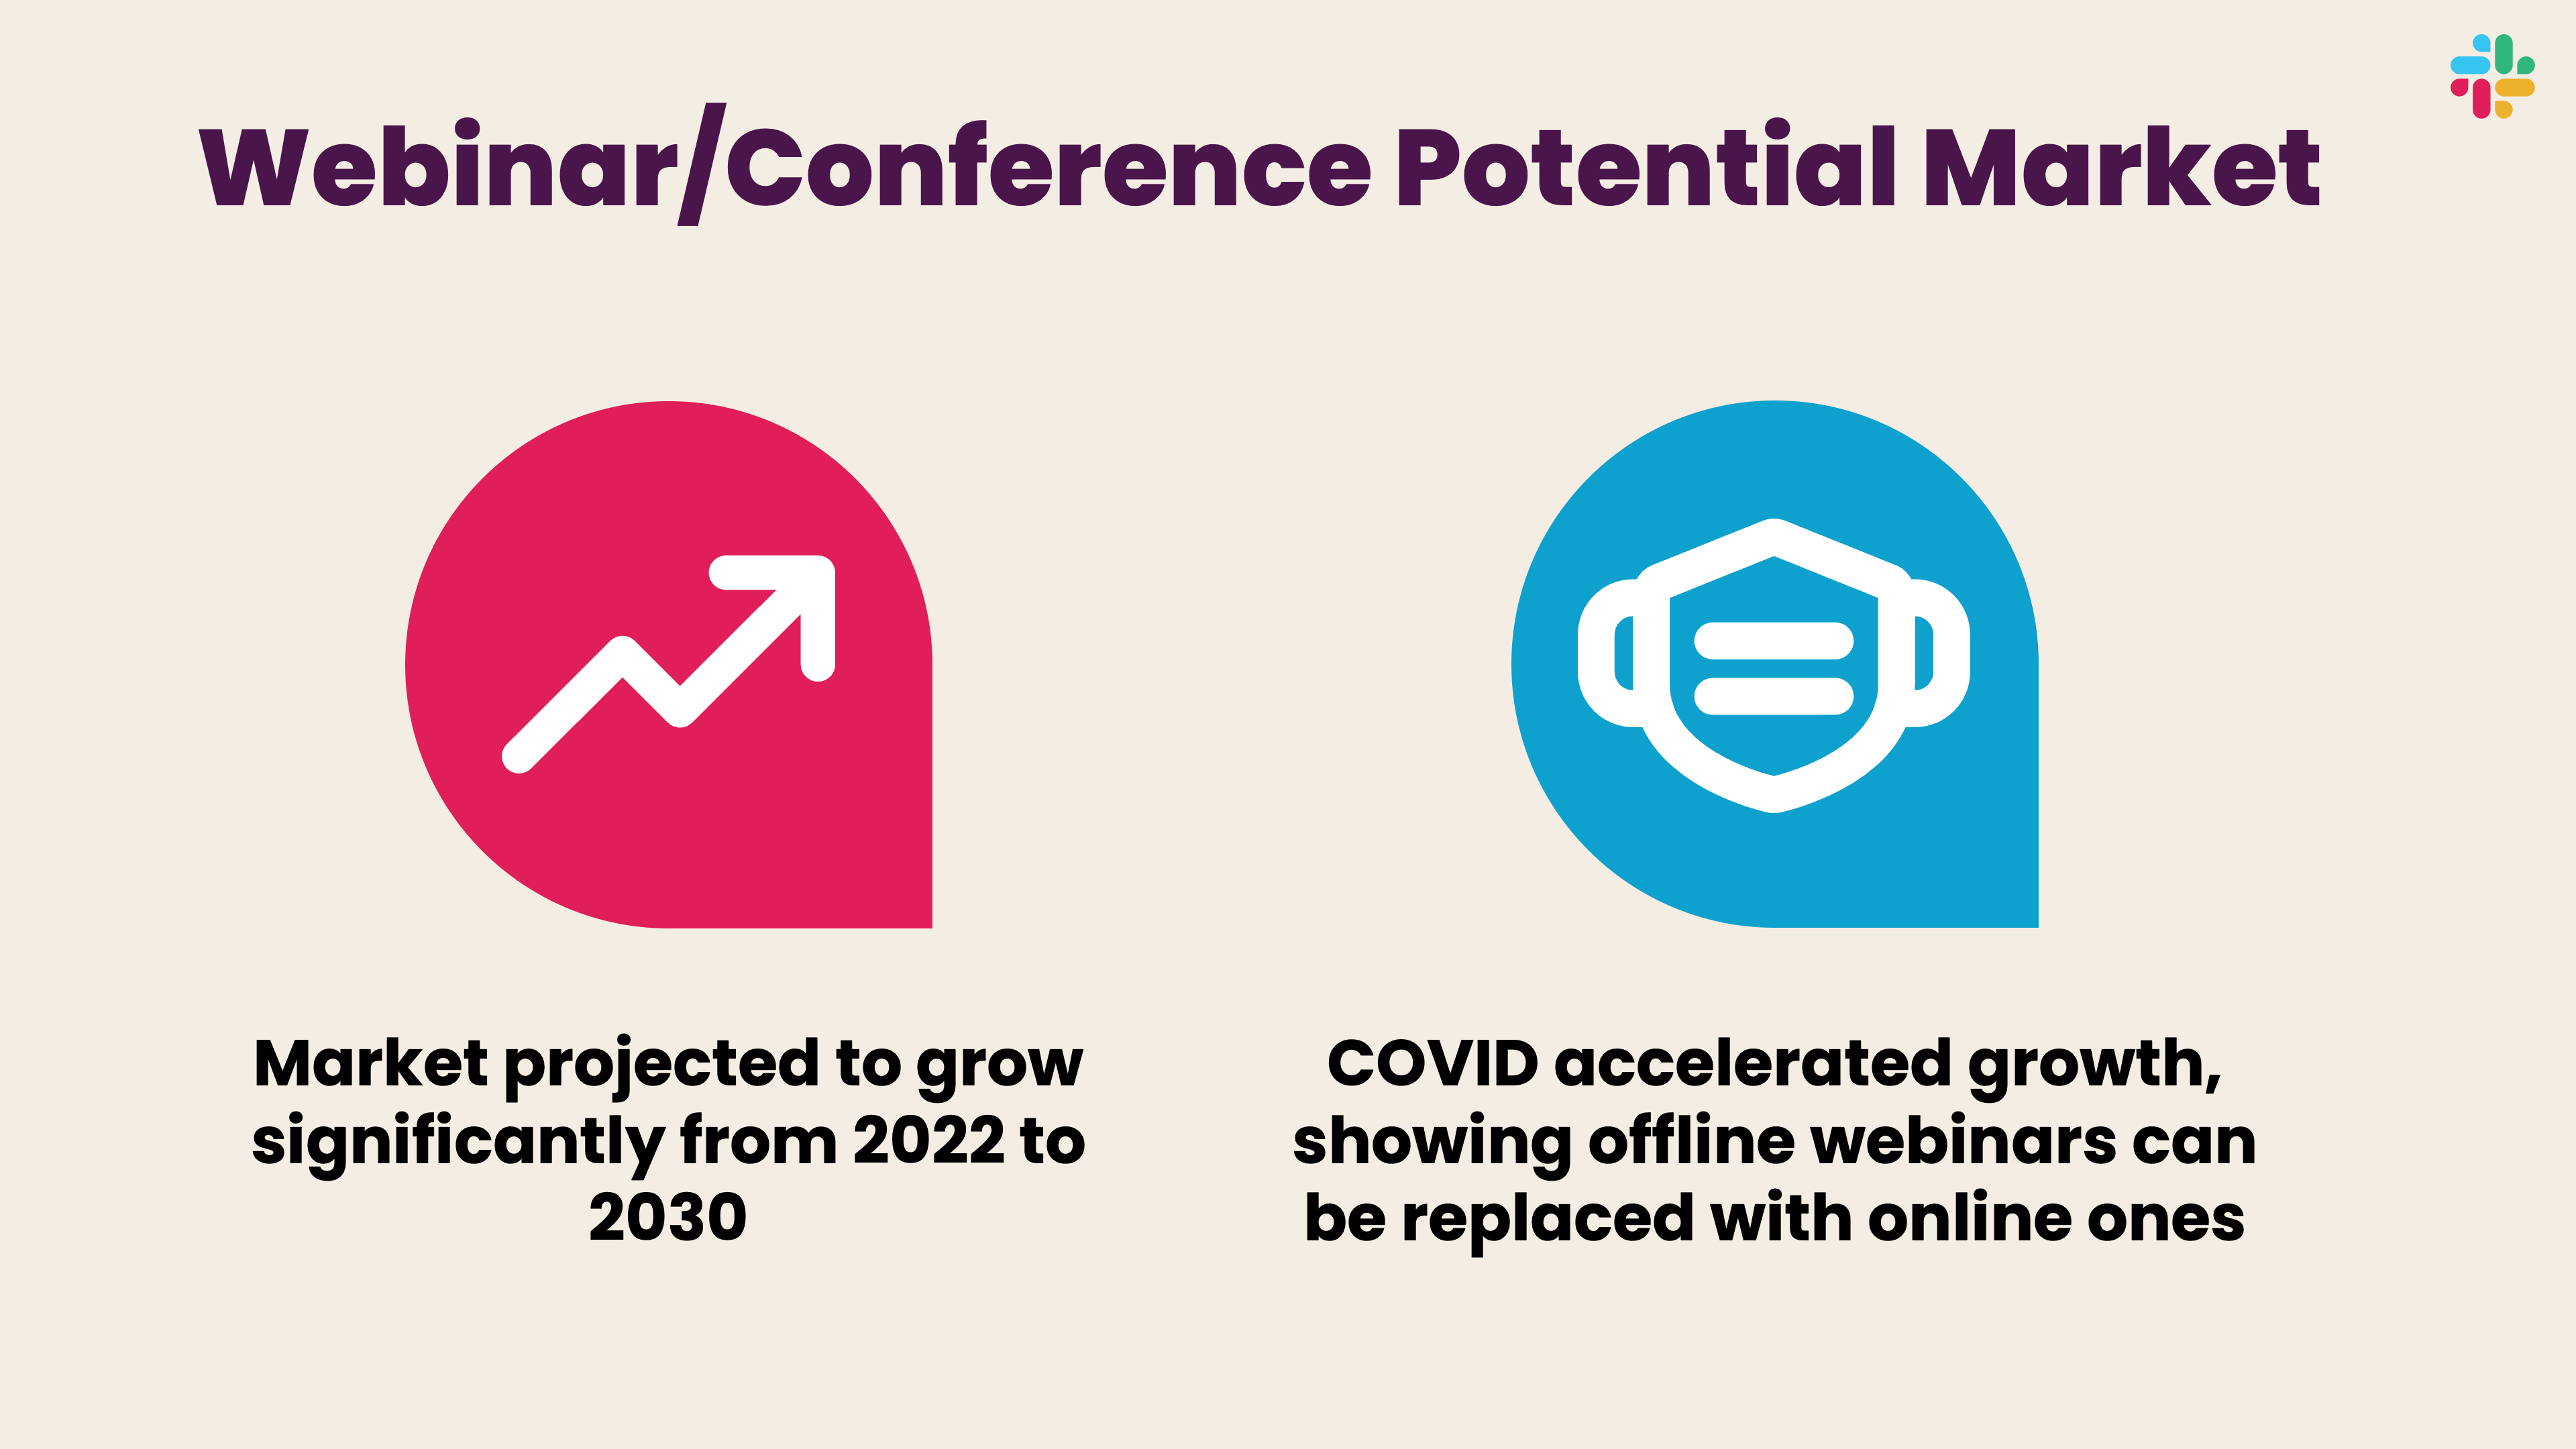 Webinar/Conference Potential Market
Market projected to grow
significantly from 2022 to
2030
COVID accelerated growth,
showing offline webinars can
be replaced with online ones